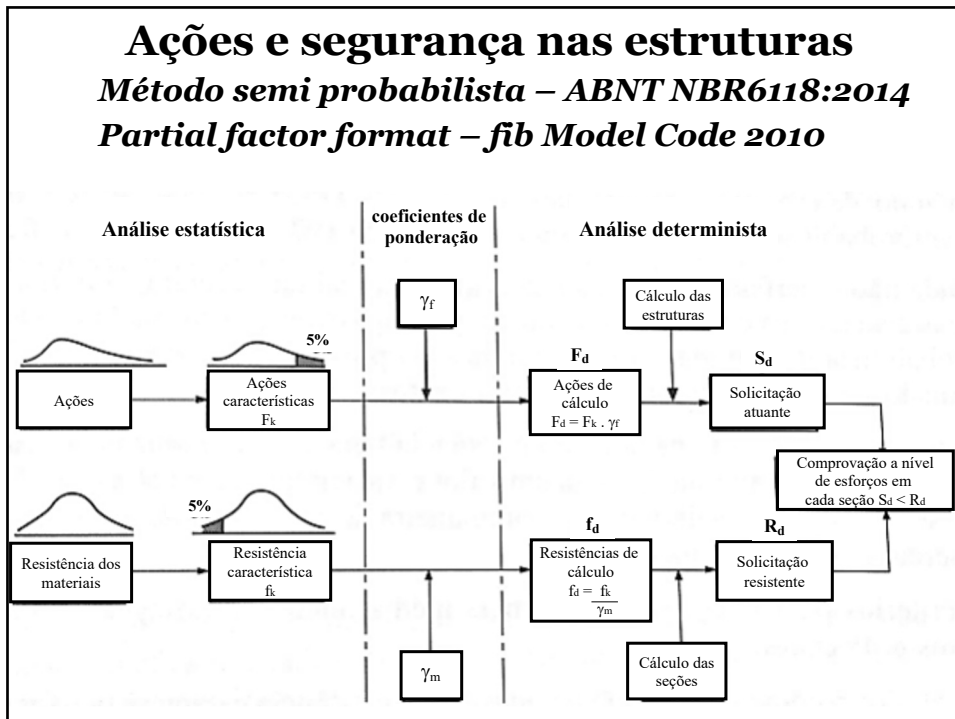 Ações e segurança nas estruturas
Método semi probabilista – ABNT NBR6118:2014
Partial factor format – fib Model Code 2010
Análise estatística
coeficientes de
ponderação
Análise determinista
γf
Cálculo das
estruturas
5%
Fd
Sd
Ações
Ações
características
Fk
Ações de
cálculo
Fd = Fk . γf
Solicitação
atuante
Comprovação a nível
de esforços em
cada seção Sd < Rd
5%
fd
Rd
Resistência dos
materiais
Resistência
característica
fk
Resistências de
cálculo
fd = fk
γm
Solicitação
resistente
γm
Cálculo das
seções